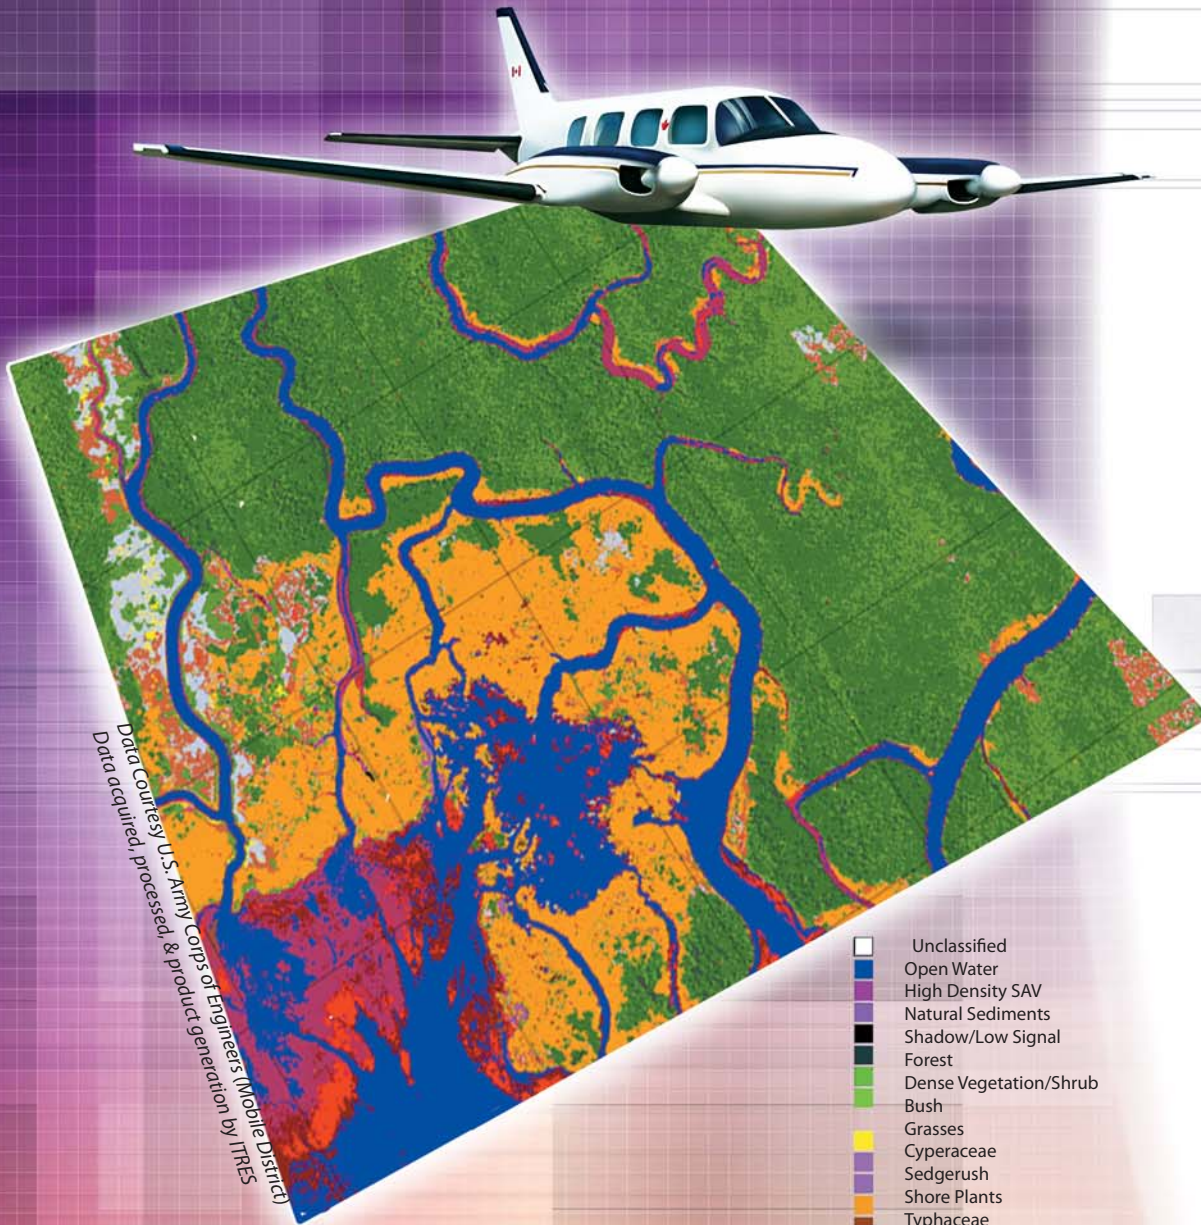 Data Courtesy U.S. Army Corps of Engineers (Mobile District)
Data acquired, processed, & product generation by ITRES
Unclassified
Open Water
High Density SAV
Natural Sediments
Shadow/Low Signal
Forest
Dense Vegetation/Shrub
Bush
Grasses
Cyperaceae
Sedgerush
Shore Plants
Typhaceae